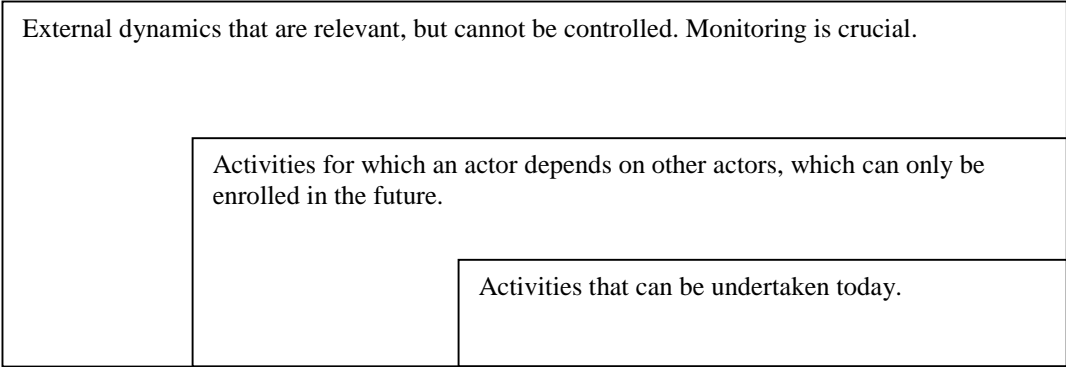 External dynamics that are relevant, but cannot be controlled. Monitoring is crucial.
Activities for which an actor depends on other actors, which can only be
enrolled in the future.
Activities that can be undertaken today.